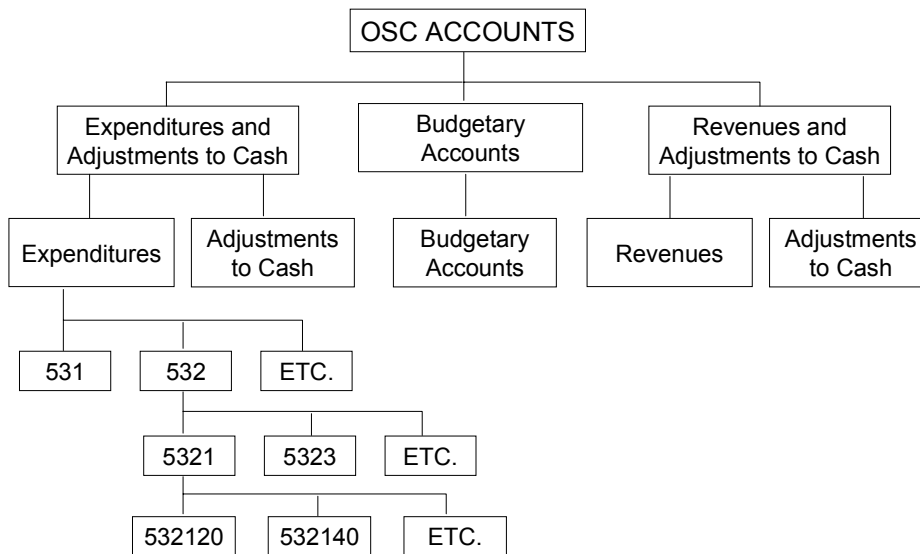 OSC ACCOUNTS
Expenditures and
Adjustments to Cash
Budgetary
Accounts
Revenues and
Adjustments to Cash
Expenditures
Adjustments
to Cash
Budgetary
Accounts
Revenues
Adjustments
to Cash
531
532
ETC.
5321
5323
ETC.
532120
532140
ETC.